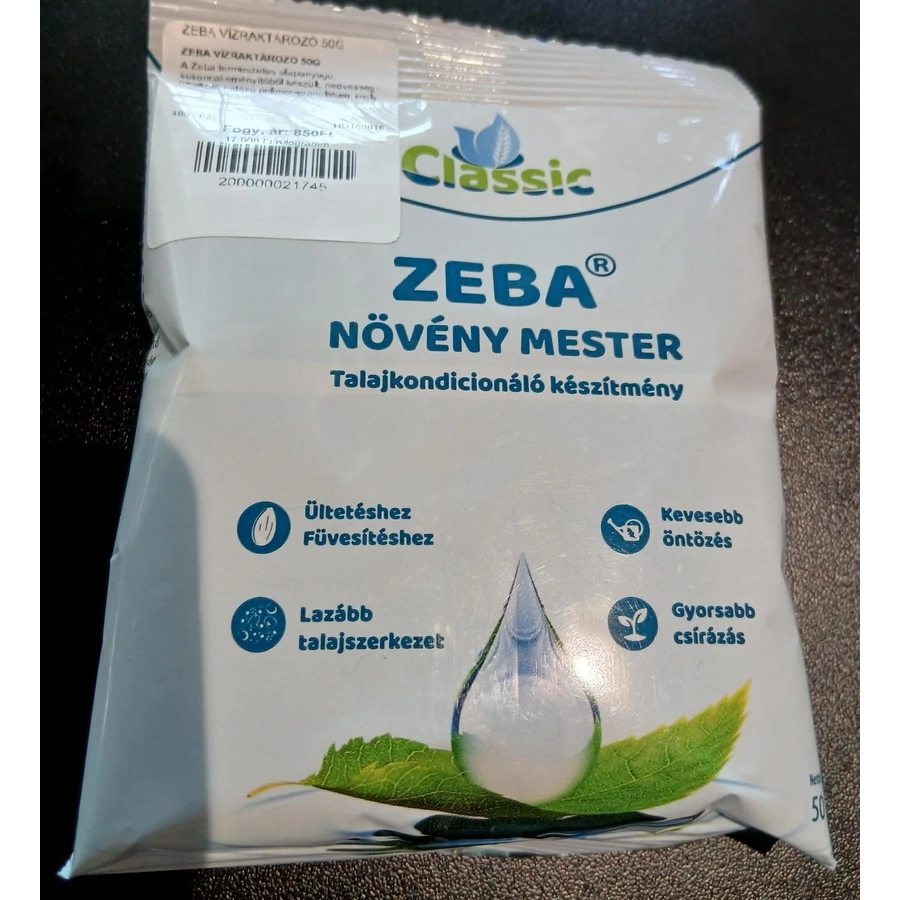 ZEBA VÍZRAKTÁROZÓ 50G
ZEBA VÍZRAKTÁROZÓ 50G
A Zeba természetes alapanyagú,
Fogy. ár: 850Ft
200000021745
Classic
ZEBA®
NÖVÉNY MESTER
Talajkondicionáló készítmény
Ültetéshez
Füvesítéshez
Kevesebb
öntözés
Lazább
talajszerkezet
Gyorsabb
csírázás
50